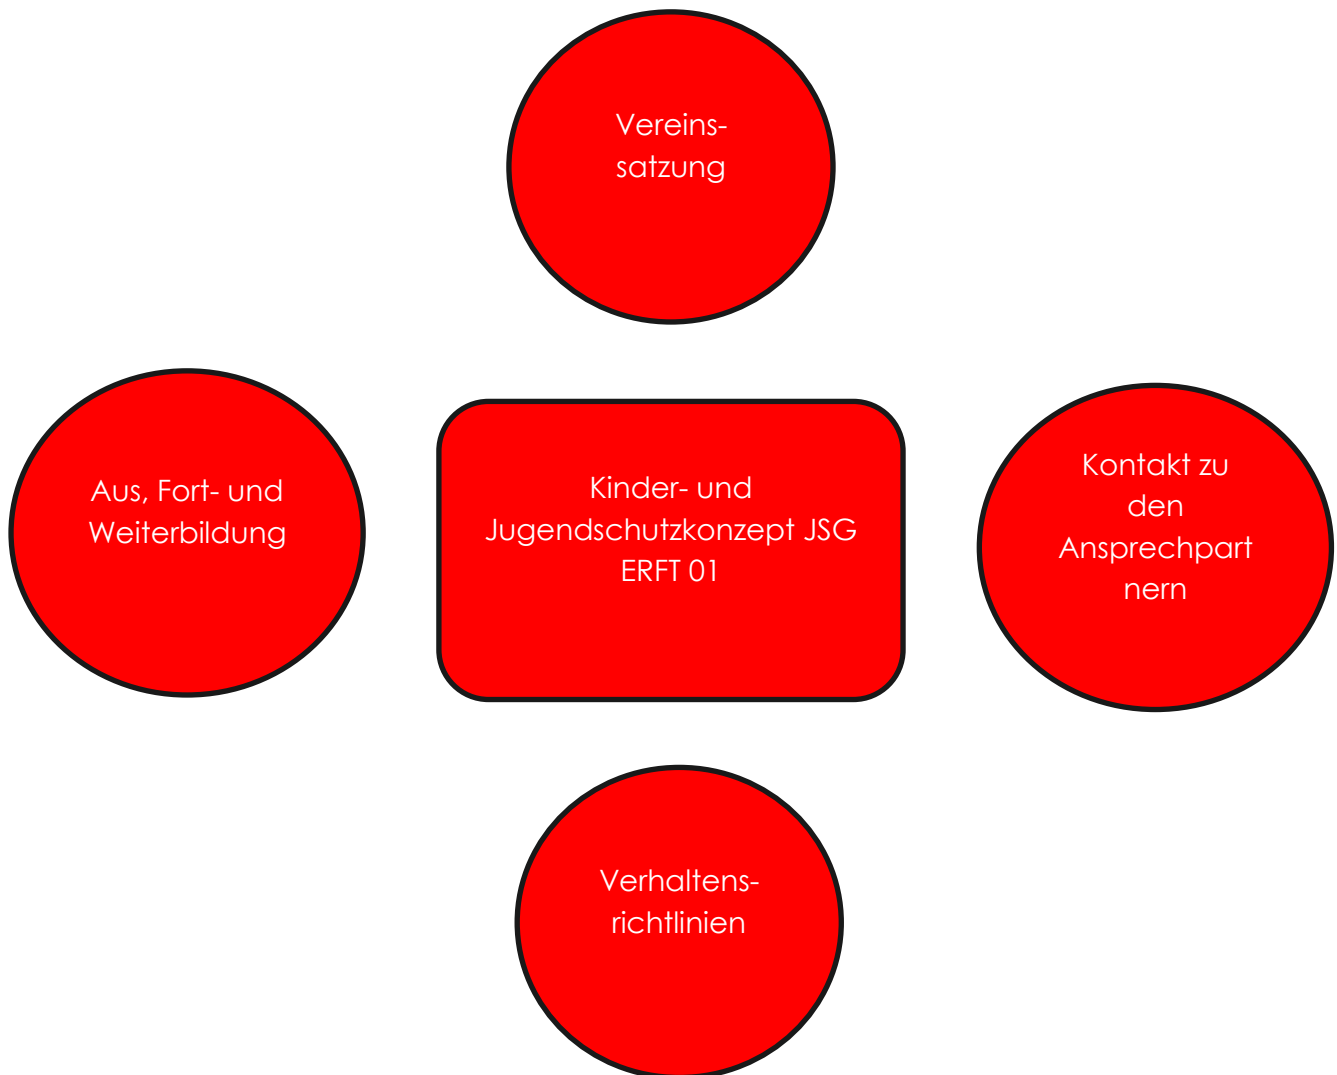 Vereins-
satzung
Aus, Fort- und
Weiterbildung
Kinder- und
Jugendschutzkonzept JSG
ERFT 01
Kontakt zu
den
Ansprechpart
nern
Verhaltens-
richtlinien